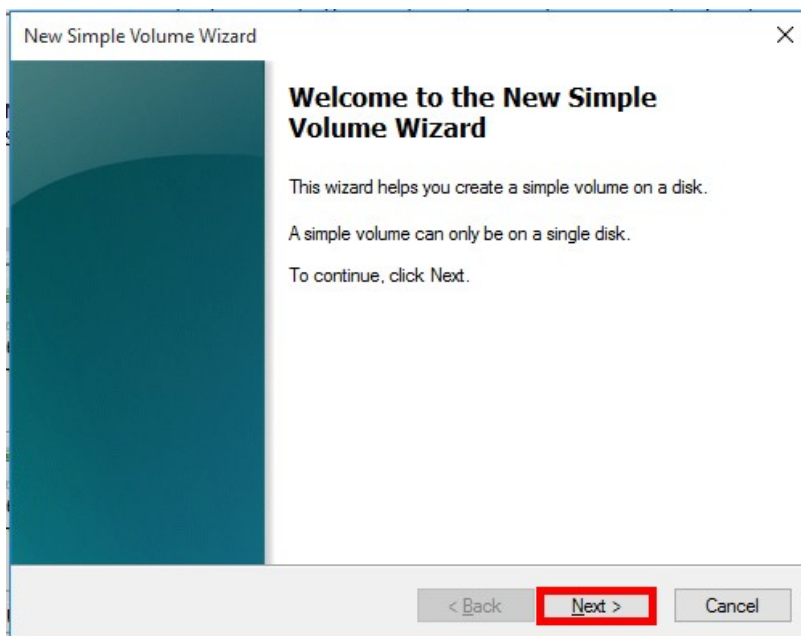 New Simple Volume Wizard
Welcome to the New Simple
Volume Wizard
This wizard helps you create a simple volume on a disk.
A simple volume can only be on a single disk.
To continue, click Next.
< Back
Next >
Cancel